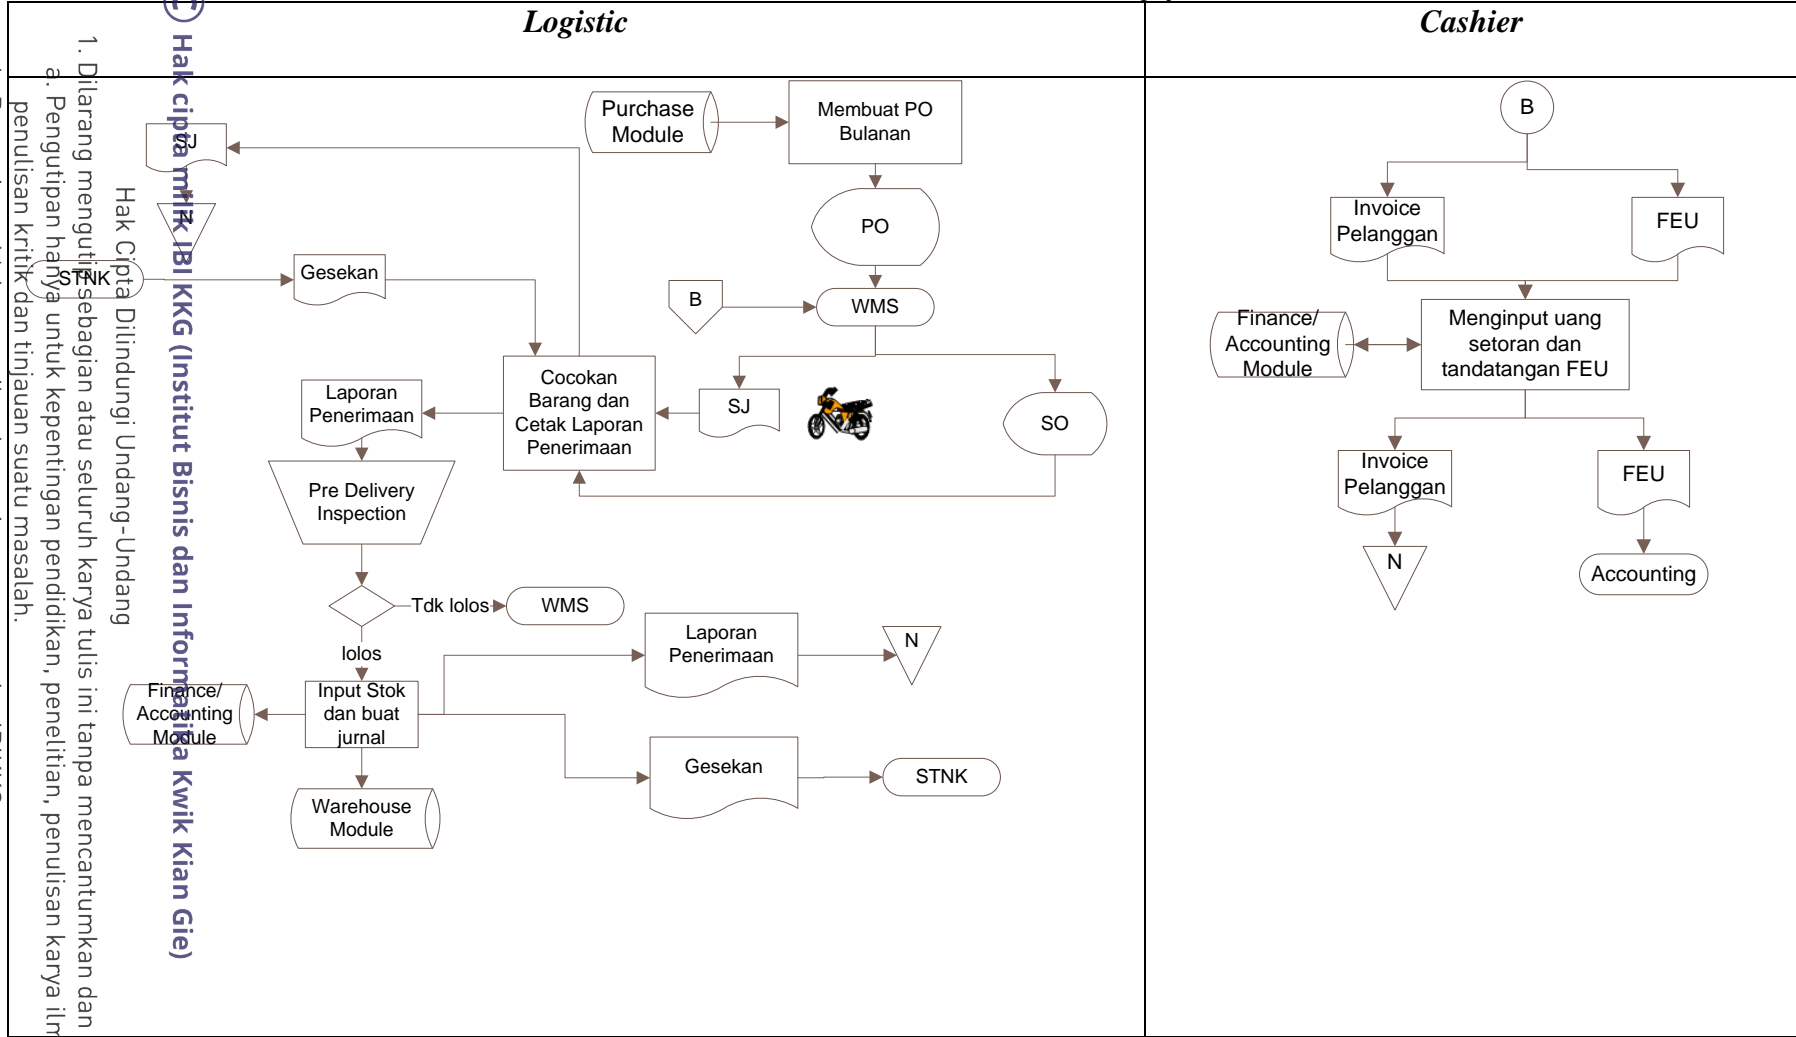 Logistic
Cashier
Purchase
Module
Membuat PO
Bulanan
PO
B
WMS
SJ
N
STNK
Gesekan
Laporan
Penerimaan
Cocokan
Barang dan
Cetak Laporan
Penerimaan
SJ
SO
Pre Delivery
Inspection
Tdk lolos
WMS
lolos
Finance/
Accounting
Module
Input Stok
dan buat
jurnal
Laporan
Penerimaan
N
Gesekan
STNK
Warehouse
Module
B
Invoice
Pelanggan
FEU
Finance/
Accounting
Module
Menginput uang
setoran dan
tandatangan FEU
Invoice
Pelanggan
FEU
N
Accounting
Hak cipta milik IBI KKG (Institut Bisnis dan Informatika Kwik Kian Gie)
Hak Cipta Dilindungi Undang-Undang
1. Dilarang mengutip sebagian atau seluruh karya tulis ini tanpa mencantumkan dan
a. Pengutipan hanya untuk kepentingan pendidikan, penelitian, penulisan karya ilm
penulisan kritik dan tinjauan suatu masalah.